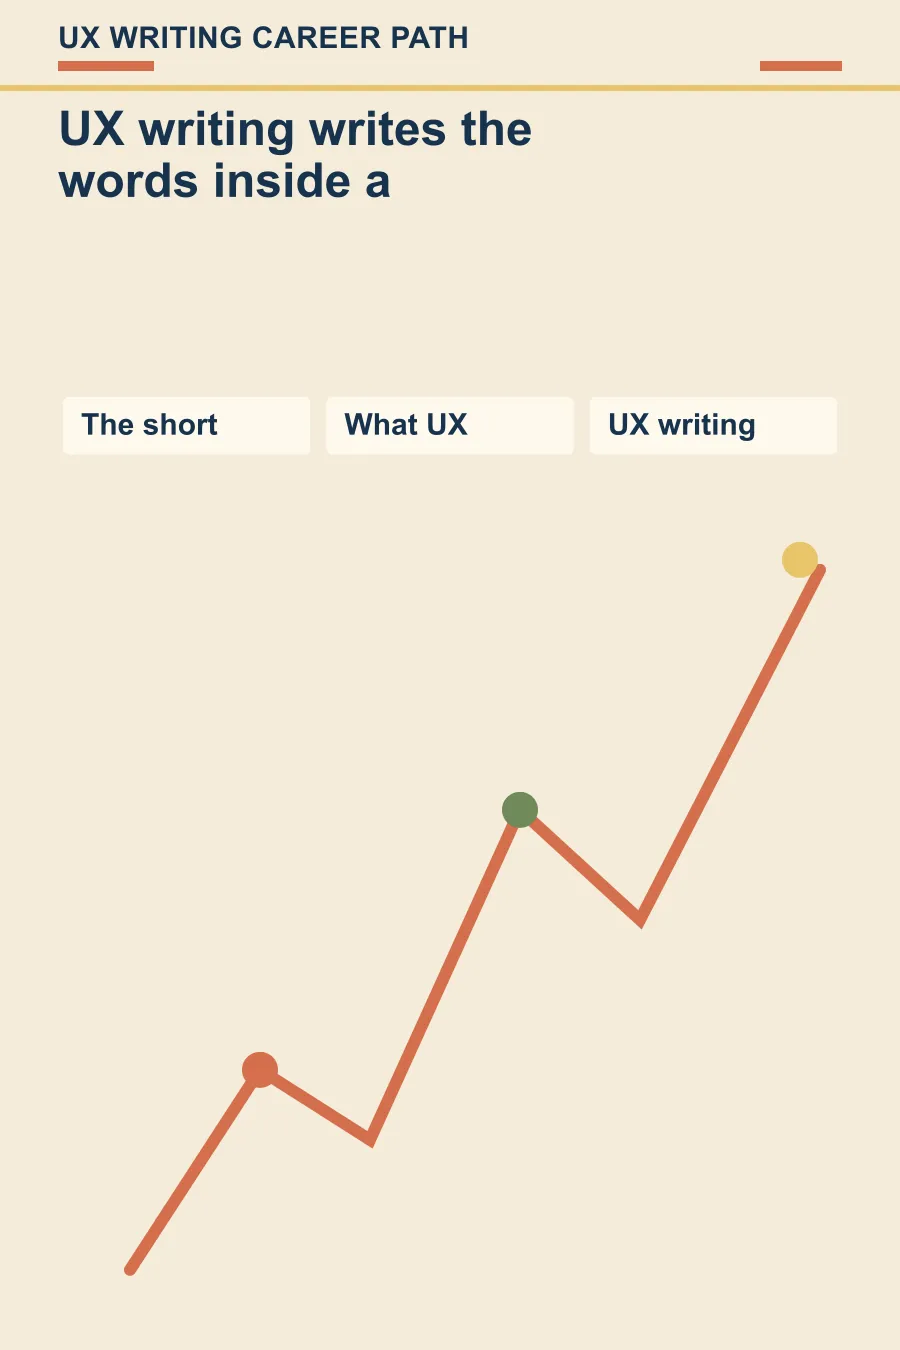 UX WRITING CAREER PATH
UX writing writes the
words inside a
The short
What UX
UX writing